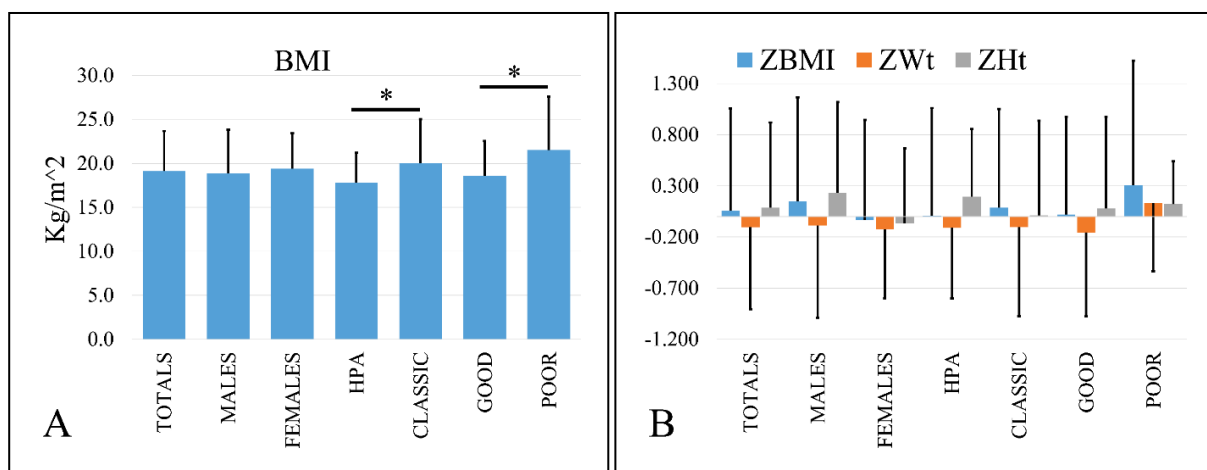 BMI
*
*
Kg/m^2
30.0
25.0
20.0
15.0
10.0
5.0
0.0
TOTALS
MALES
FEMALES
HPA
CLASSIC
GOOD
POOR
A
ZBMI ZWt ZHt
1.300
0.800
0.300
-0.200
-0.700
-1.200
TOTALS
MALES
FEMALES
HPA
CLASSIC
GOOD
POOR
B